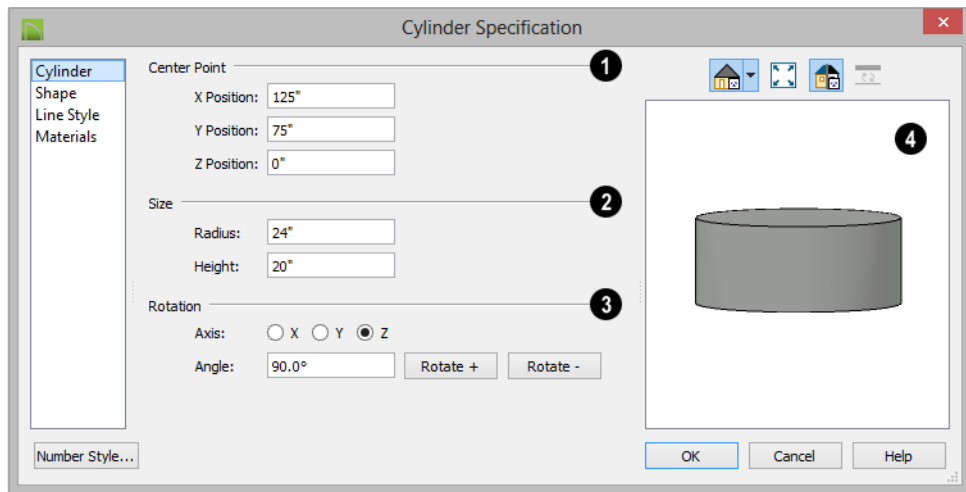 Cylinder Specification
×
Cylinder
Shape
Line Style
Materials
Center Point 1
X Position: 125"
Y Position: 75"
Z Position: 0"
Size 2
Radius: 24"
Height: 20"
Rotation 3
Axis: X Y Z
Angle: 90.0° Rotate + Rotate -
4
Number Style...
OK Cancel Help